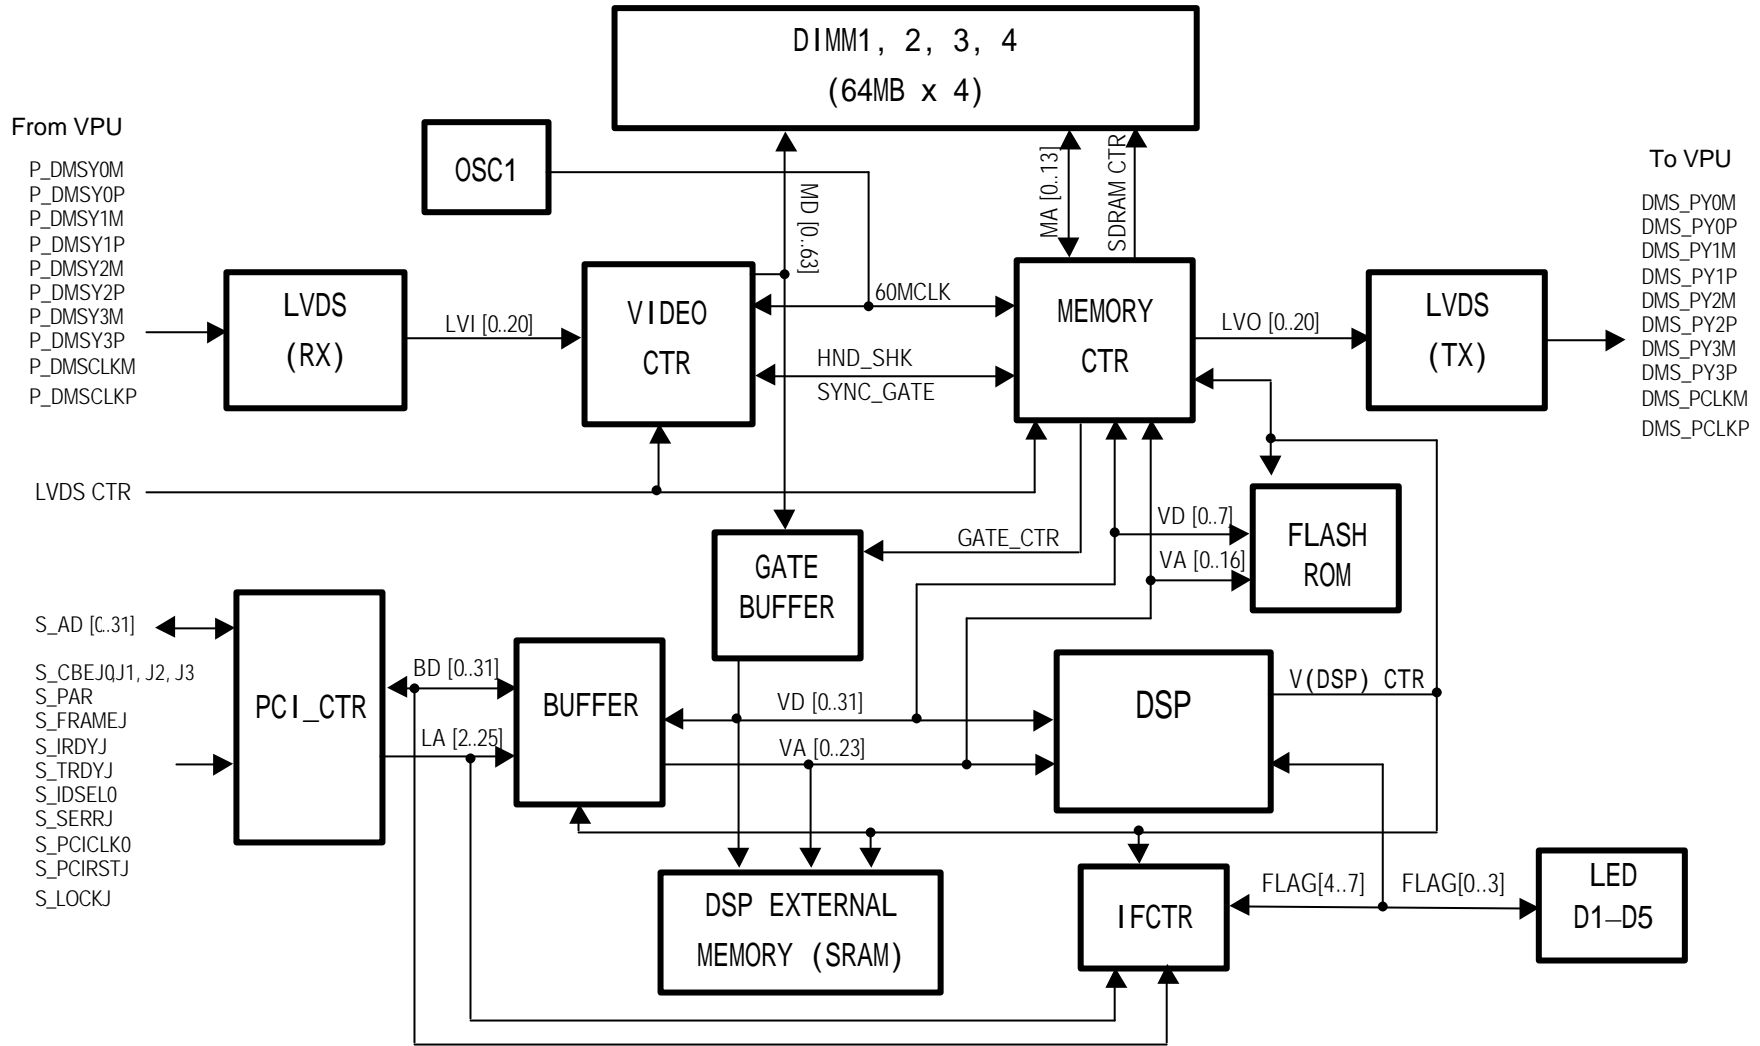 DIMM1, 2, 3, 4
(64MB x 4)
From VPU
P_DMSY0M
P_DMSY0P
P_DMSY1M
P_DMSY1P
P_DMSY2M
P_DMSY2P
P_DMSY3M
P_DMSY3P
P_DMSCLKM
P_DMSCLKP
OSC1
MD [0..63]
MA [0..13]
SDRAM CTR
To VPU
DMS_PY0M
DMS_PY0P
DMS_PY1M
DMS_PY1P
DMS_PY2M
DMS_PY2P
DMS_PY3M
DMS_PY3P
DMS_PCLKM
DMS_PCLKP
LVDS
(RX)
LVI [0..20]
VIDEO
CTR
60MCLK
HND_SHK
SYNC_GATE
MEMORY
CTR
LVO [0..20]
LVDS
(TX)
LVDS CTR
GATE
BUFFER
GATE_CTR
VD [0..7]
VA [0..16]
FLASH
ROM
S_AD [0..31]
S_CBEJ0,J1, J2, J3
S_PAR
S_FRAMEJ
S_IRDYJ
S_TRDYJ
S_IDSEL0
S_SERRJ
S_PCICLK0
S_PCIRSTJ
S_LOCKJ
PCI_CTR
BD [0..31]
LA [2..25]
BUFFER
VD [0..31]
VA [0..23]
DSP
V(DSP) CTR
DSP EXTERNAL
MEMORY (SRAM)
IFCTR
FLAG[4..7]
FLAG[0..3]
LED
D1–D5